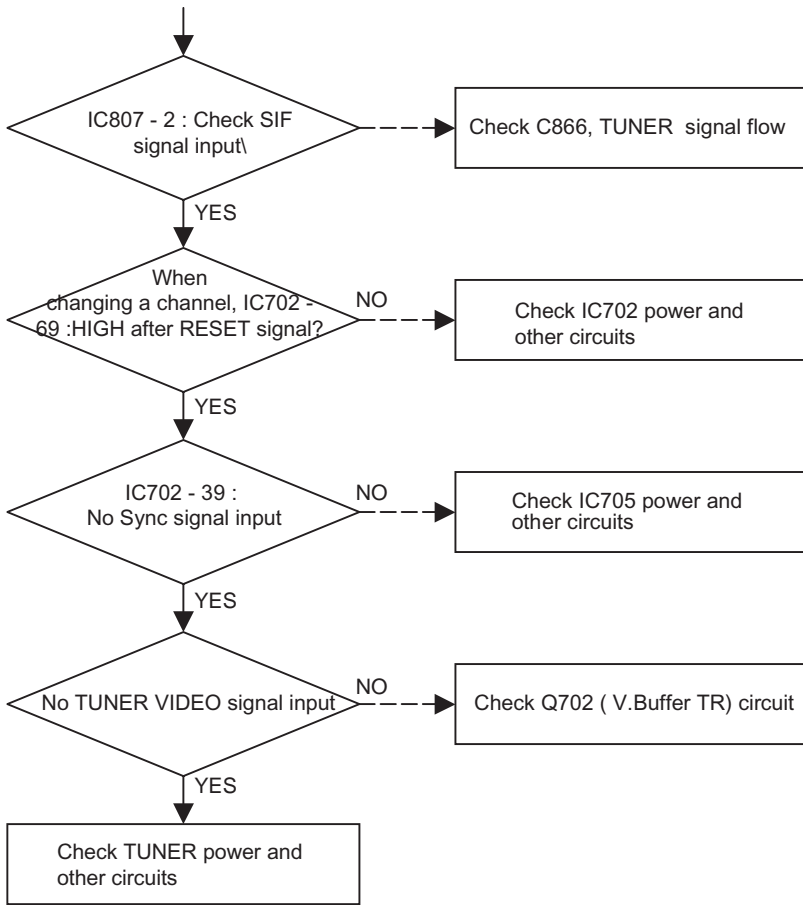 IC807 - 2 : Check SIF
signal input\
Check C866, TUNER signal flow
YES
When
changing a channel, IC702 -
69 :HIGH after RESET signal?
NO
Check IC702 power and
other circuits
YES
IC702 - 39 :
No Sync signal input
NO
Check IC705 power and
other circuits
YES
No TUNER VIDEO signal input
NO
Check Q702 ( V.Buffer TR) circuit
YES
Check TUNER power and
other circuits